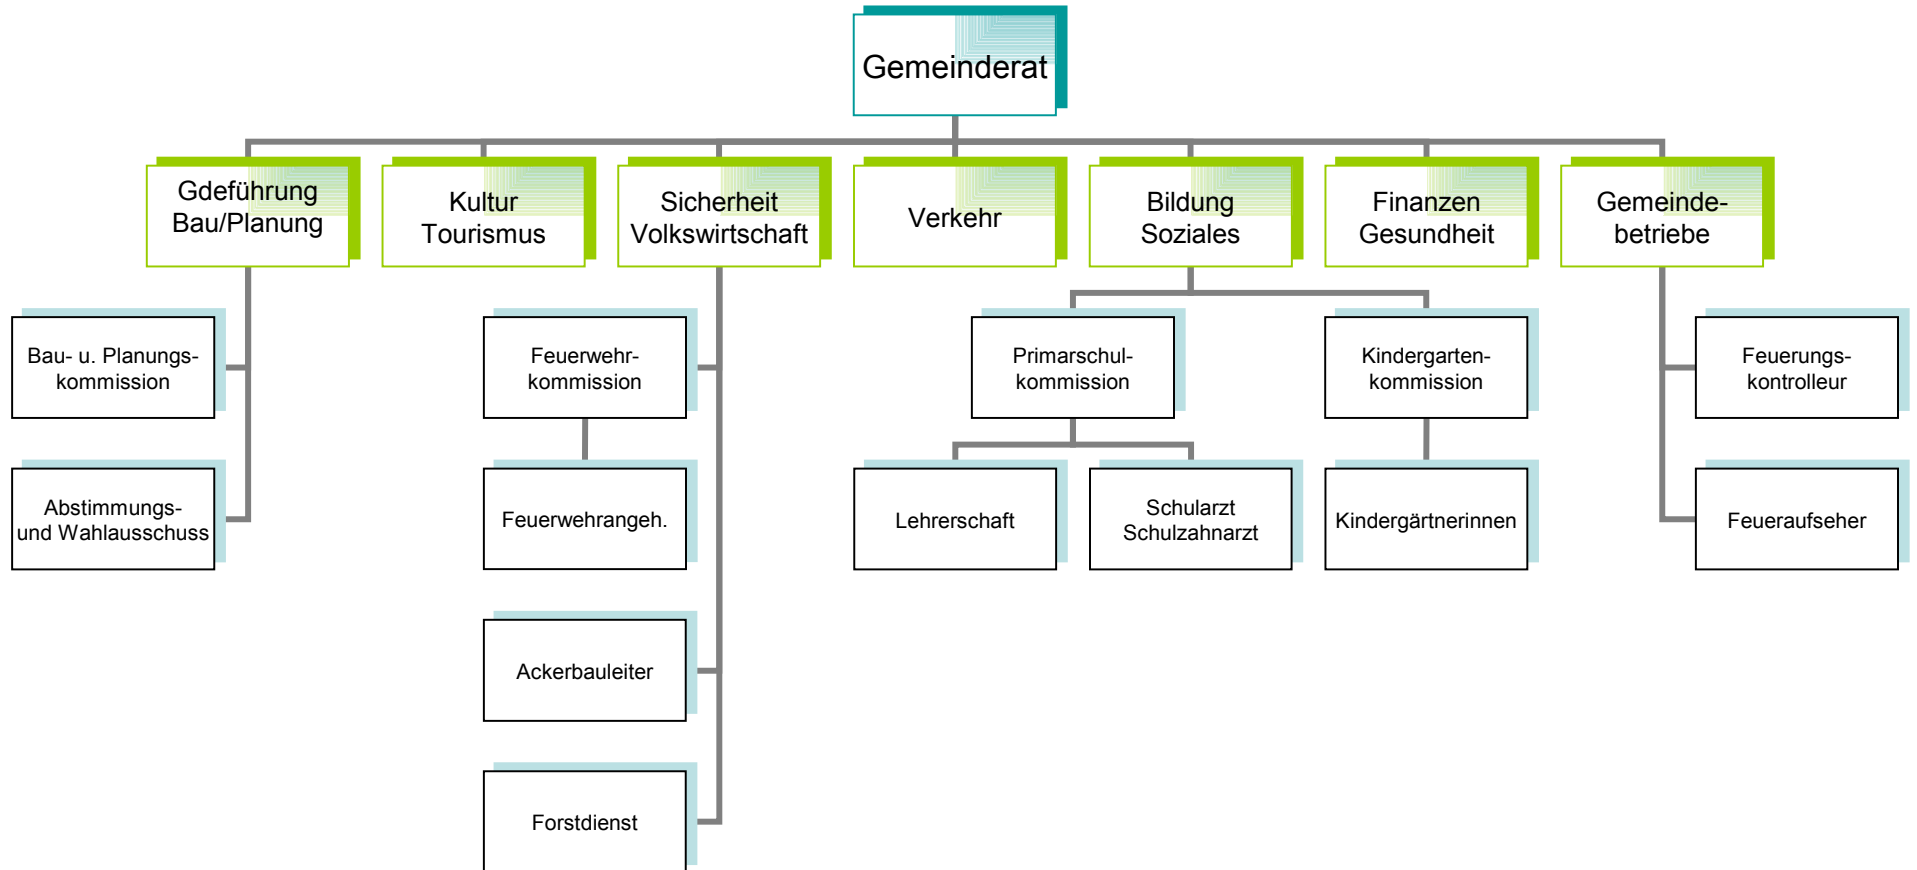 Gemeinderat
Gdeführung
Bau/Planung
Kultur
Tourismus
Sicherheit
Volkswirtschaft
Verkehr
Bildung
Soziales
Finanzen
Gesundheit
Gemeinde-
betriebe
Bau- u. Planungs-
kommission
Feuerwehr-
kommission
Primarschul-
kommission
Kindergarten-
kommission
Feuerungs-
kontrolleur
Abstimmungs-
und Wahlausschuss
Feuerwehrangeh.
Lehrerschaft
Schularzt
Schulzahnarzt
Kindergärtnerinnen
Feueraufseher
Ackerbauleiter
Forstdienst